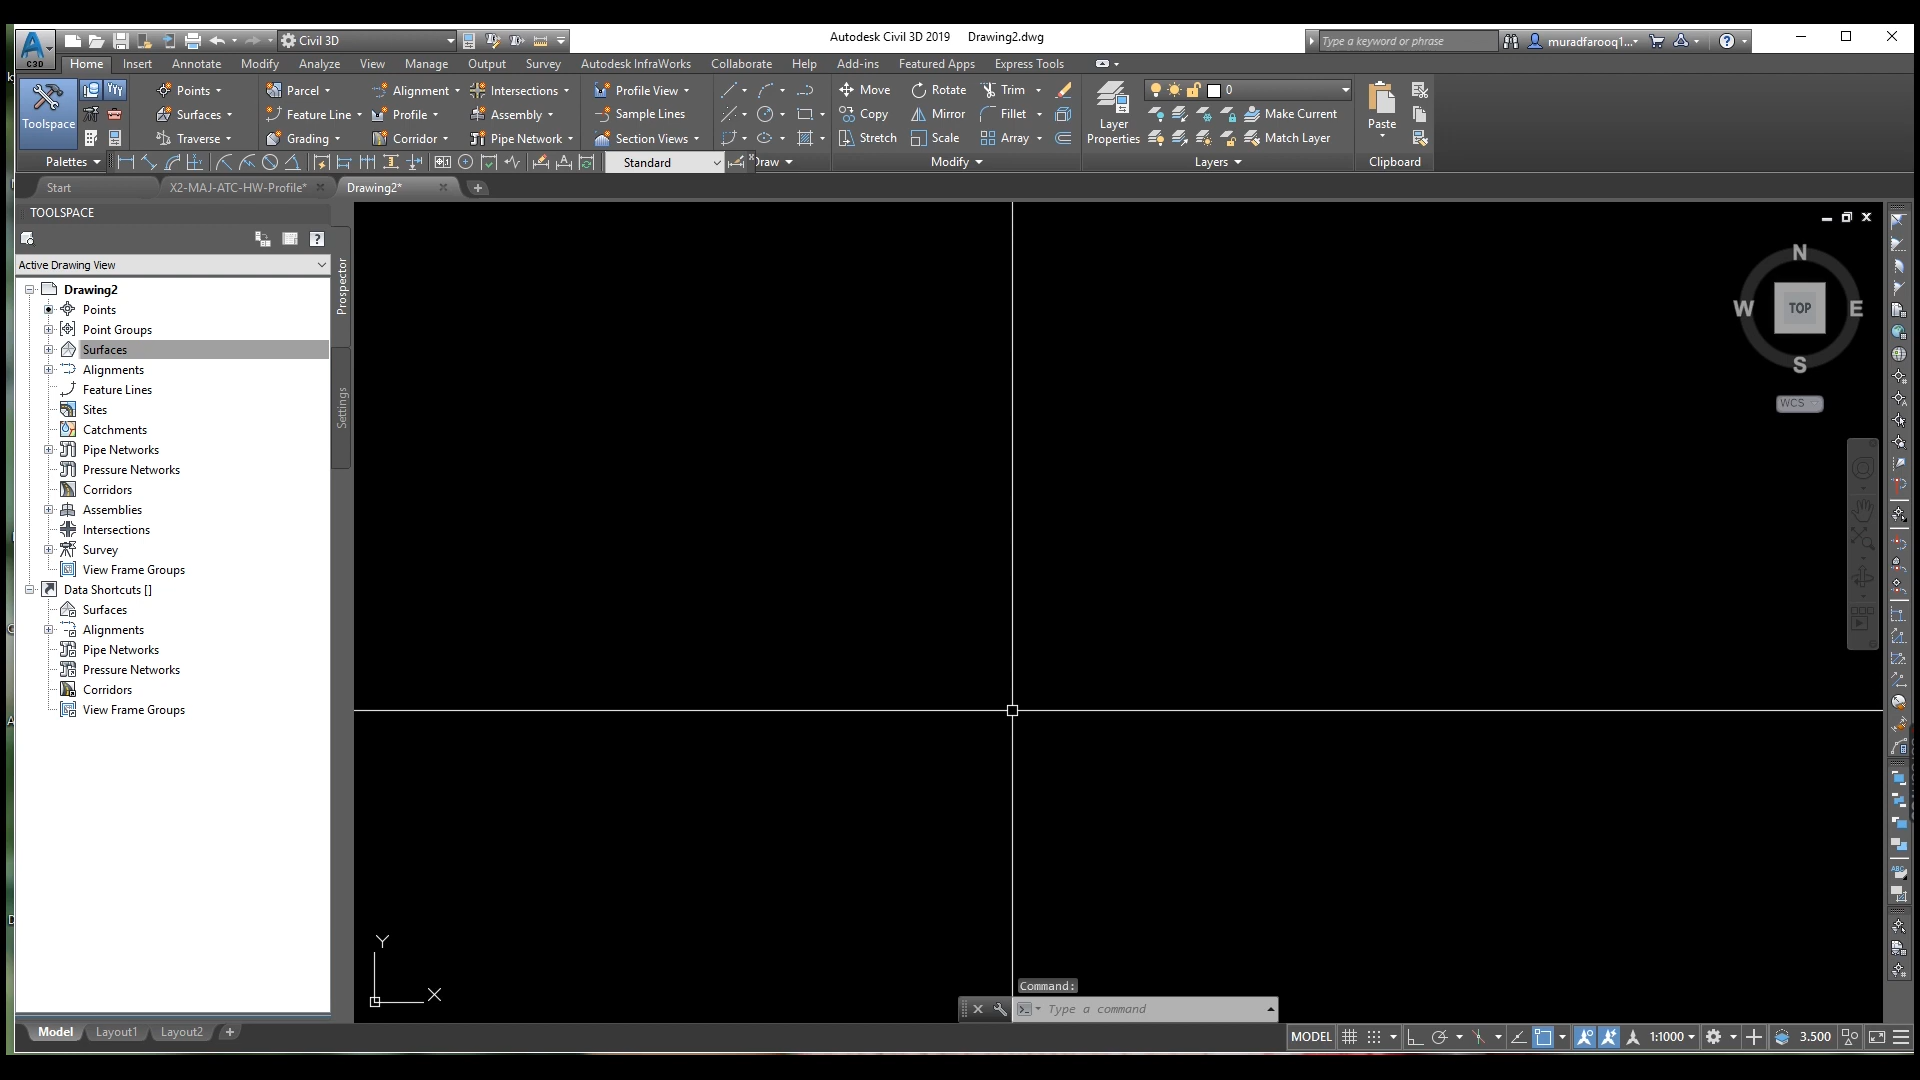 Civil 3D
Autodesk Civil 3D 2019 Drawing2.dwg
Type a keyword or phrase
muradfarooq1...
C3D
Home Insert Annotate Modify Analyze View Manage Output Survey Autodesk InfraWorks Collaborate Help Add-ins Featured Apps Express Tools
Toolspace
Points
Surfaces
Traverse
Parcel
Feature Line
Grading
Alignment
Profile
Corridor
Intersections
Assembly
Pipe Network
Profile View
Sample Lines
Section Views
Move
Copy
Stretch
Rotate
Mirror
Scale
Trim
Fillet
Array
Layer
Properties
0
Make Current
Match Layer
Paste
Palettes
Standard
Draw
Modify
Layers
Clipboard
Start X2-MAJ-ATC-HW-Profile* Drawing2*
TOOLSPACE
Active Drawing View
Prospector
Settings
Drawing2
Points
Point Groups
Surfaces
Alignments
Feature Lines
Sites
Catchments
Pipe Networks
Pressure Networks
Corridors
Assemblies
Intersections
Survey
View Frame Groups
Data Shortcuts []
Surfaces
Alignments
Pipe Networks
Pressure Networks
Corridors
View Frame Groups
N
W TOP E
S
WCS
Y
X
Command:
Type a command
Model Layout1 Layout2
MODEL 1:1000 3.500